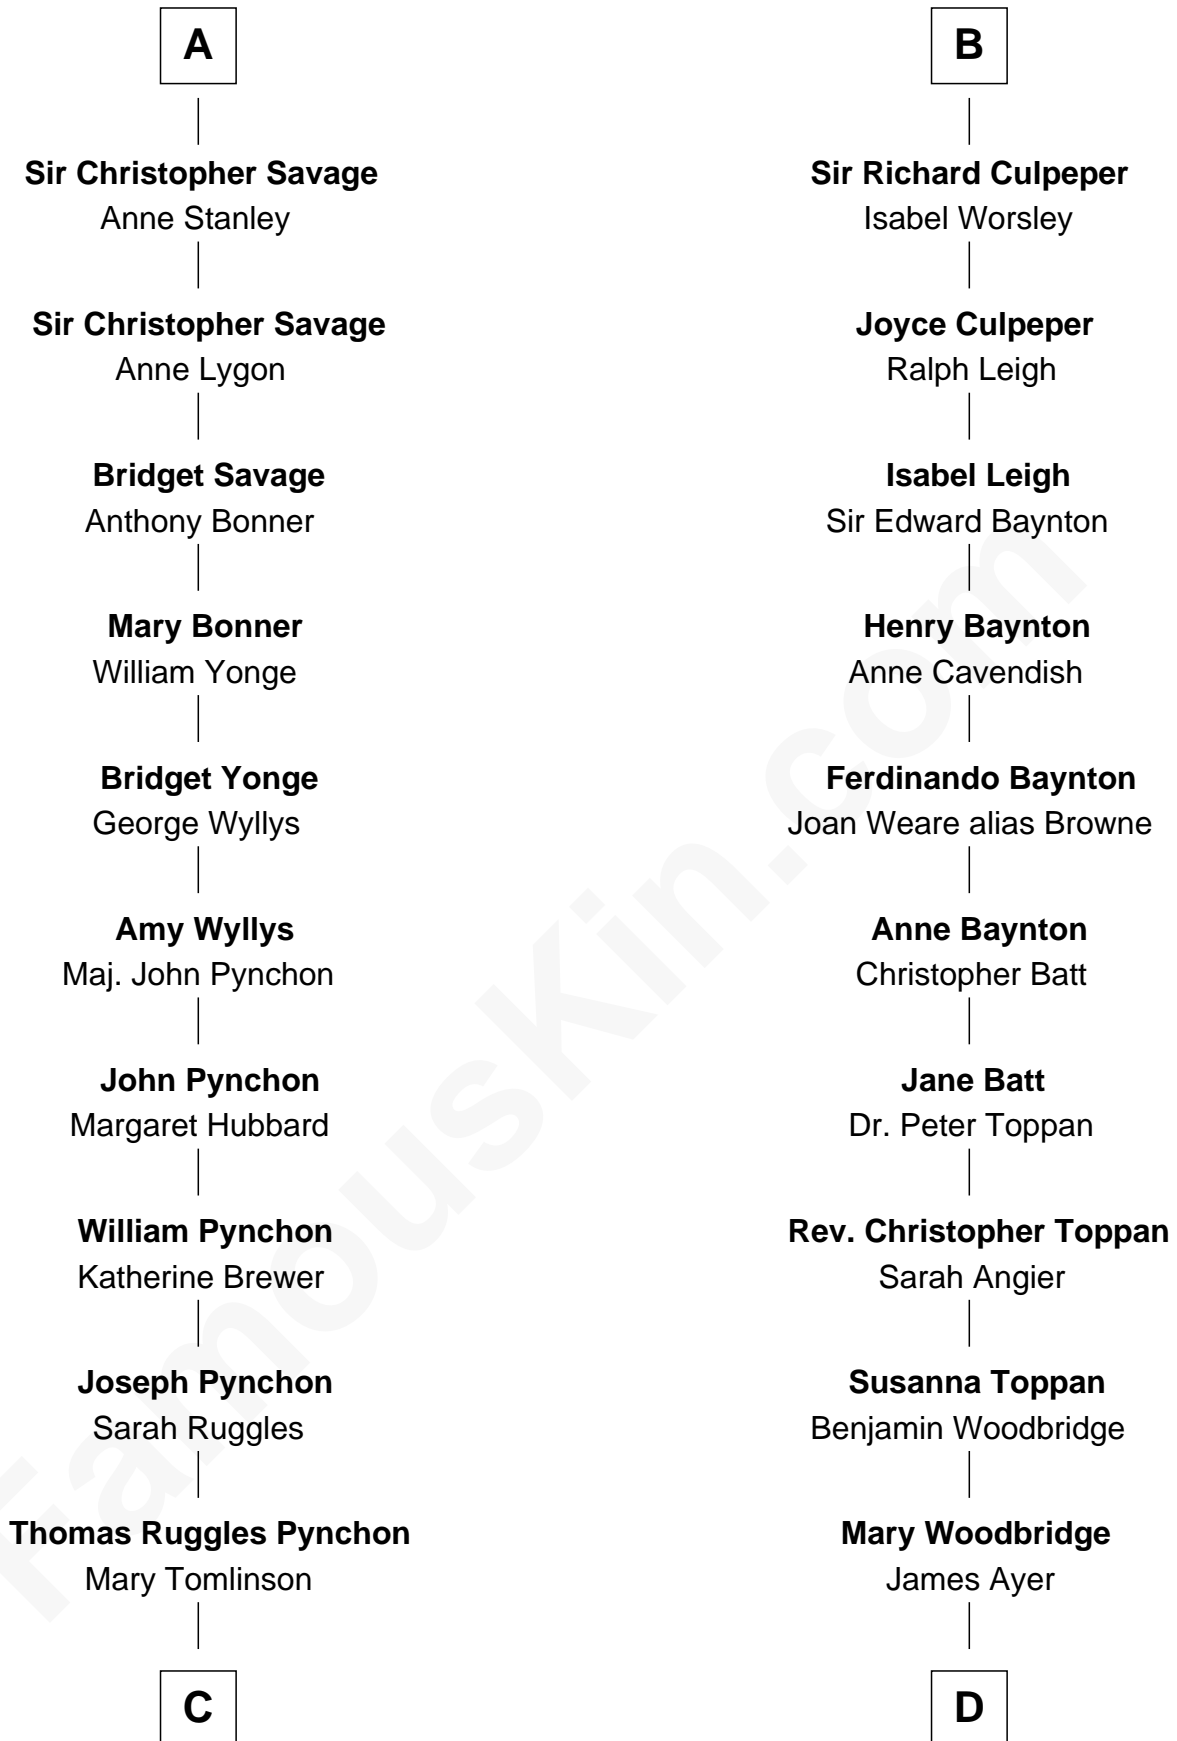 A
Sir Christopher Savage
Anne Stanley
Sir Christopher Savage
Anne Lygon
Bridget Savage
Anthony Bonner
Mary Bonner
William Yonge
Bridget Yonge
George Wyllys
Amy Wyllys
Maj. John Pynchon
John Pynchon
Margaret Hubbard
William Pynchon
Katherine Brewer
Joseph Pynchon
Sarah Ruggles
Thomas Ruggles Pynchon
Mary Tomlinson
C
B
Sir Richard Culpeper
Isabel Worsley
Joyce Culpeper
Ralph Leigh
Isabel Leigh
Sir Edward Baynton
Henry Baynton
Anne Cavendish
Ferdinando Baynton
Joan Weare alias Browne
Anne Baynton
Christopher Batt
Jane Batt
Dr. Peter Toppan
Rev. Christopher Toppan
Sarah Angier
Susanna Toppan
Benjamin Woodbridge
Mary Woodbridge
James Ayer
D
FamousKin.com